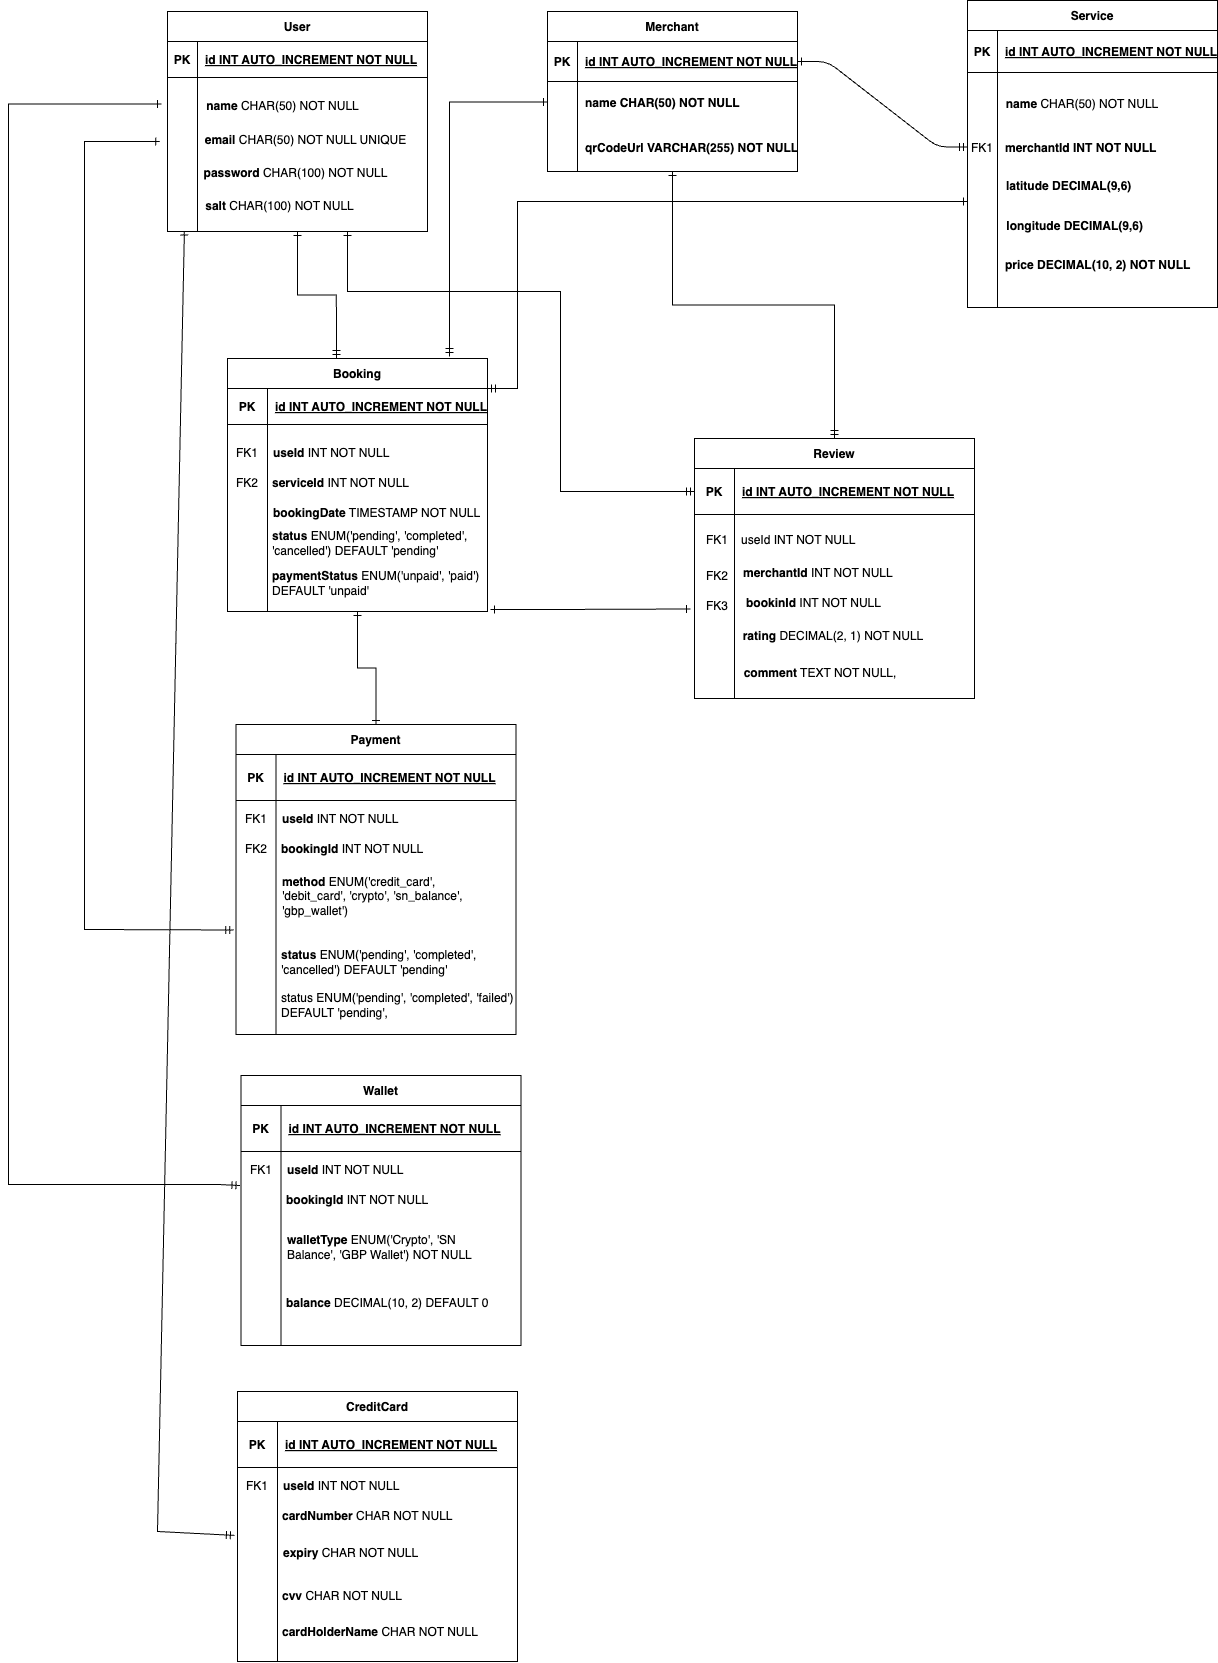 User
PK
id INT AUTO_INCREMENT NOT NULL
name CHAR(50) NOT NULL
email CHAR(50) NOT NULL UNIQUE
password CHAR(100) NOT NULL
salt CHAR(100) NOT NULL
Merchant
PK
id INT AUTO_INCREMENT NOT NULL
name CHAR(50) NOT NULL
qrCodeUrl VARCHAR(255) NOT NULL
Service
PK
id INT AUTO_INCREMENT NOT NULL
name CHAR(50) NOT NULL
FK1
merchantId INT NOT NULL
latitude DECIMAL(9,6)
longitude DECIMAL(9,6)
price DECIMAL(10, 2) NOT NULL
Booking
PK
id INT AUTO_INCREMENT NOT NULL
FK1
useId INT NOT NULL
FK2
serviceId INT NOT NULL
bookingDate TIMESTAMP NOT NULL
status ENUM('pending', 'completed',
'cancelled') DEFAULT 'pending'
paymentStatus ENUM('unpaid', 'paid')
DEFAULT 'unpaid'
Review
PK
id INT AUTO_INCREMENT NOT NULL
FK1
useId INT NOT NULL
FK2
merchantId INT NOT NULL
FK3
bookinId INT NOT NULL
rating DECIMAL(2, 1) NOT NULL
comment TEXT NOT NULL,
Payment
PK
id INT AUTO_INCREMENT NOT NULL
FK1
useId INT NOT NULL
FK2
bookingId INT NOT NULL
method ENUM('credit_card',
'debit_card', 'crypto', 'sn_balance',
'gbp_wallet')
status ENUM('pending', 'completed',
'cancelled') DEFAULT 'pending'
status ENUM('pending', 'completed', 'failed')
DEFAULT 'pending',
Wallet
PK
id INT AUTO_INCREMENT NOT NULL
FK1
useId INT NOT NULL
bookingId INT NOT NULL
walletType ENUM('Crypto', 'SN
Balance', 'GBP Wallet') NOT NULL
balance DECIMAL(10, 2) DEFAULT 0
CreditCard
PK
id INT AUTO_INCREMENT NOT NULL
FK1
useId INT NOT NULL
cardNumber CHAR NOT NULL
expiry CHAR NOT NULL
cvv CHAR NOT NULL
cardHolderName CHAR NOT NULL